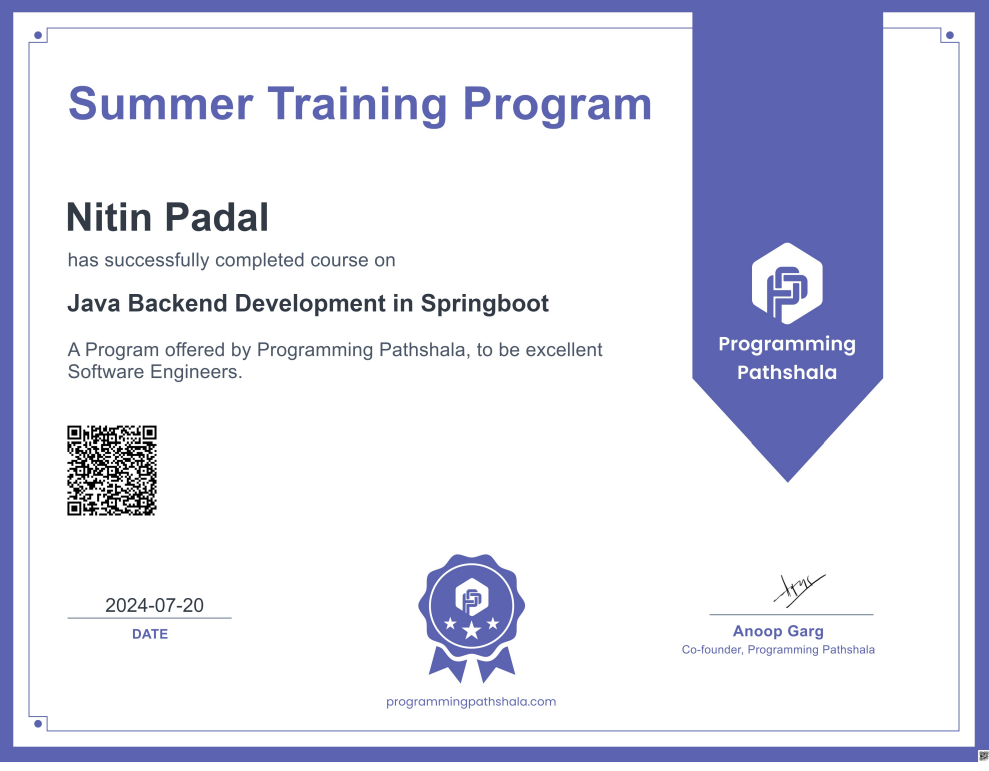 Summer Training Program
Nitin Padal
has successfully completed course on
Java Backend Development in Springboot
A Program offered by Programming Pathshala, to be excellent
Software Engineers.
Programming
Pathshala
2024-07-20
DATE
Anoop Garg
Co-founder, Programming Pathshala
programmingpathshala.com